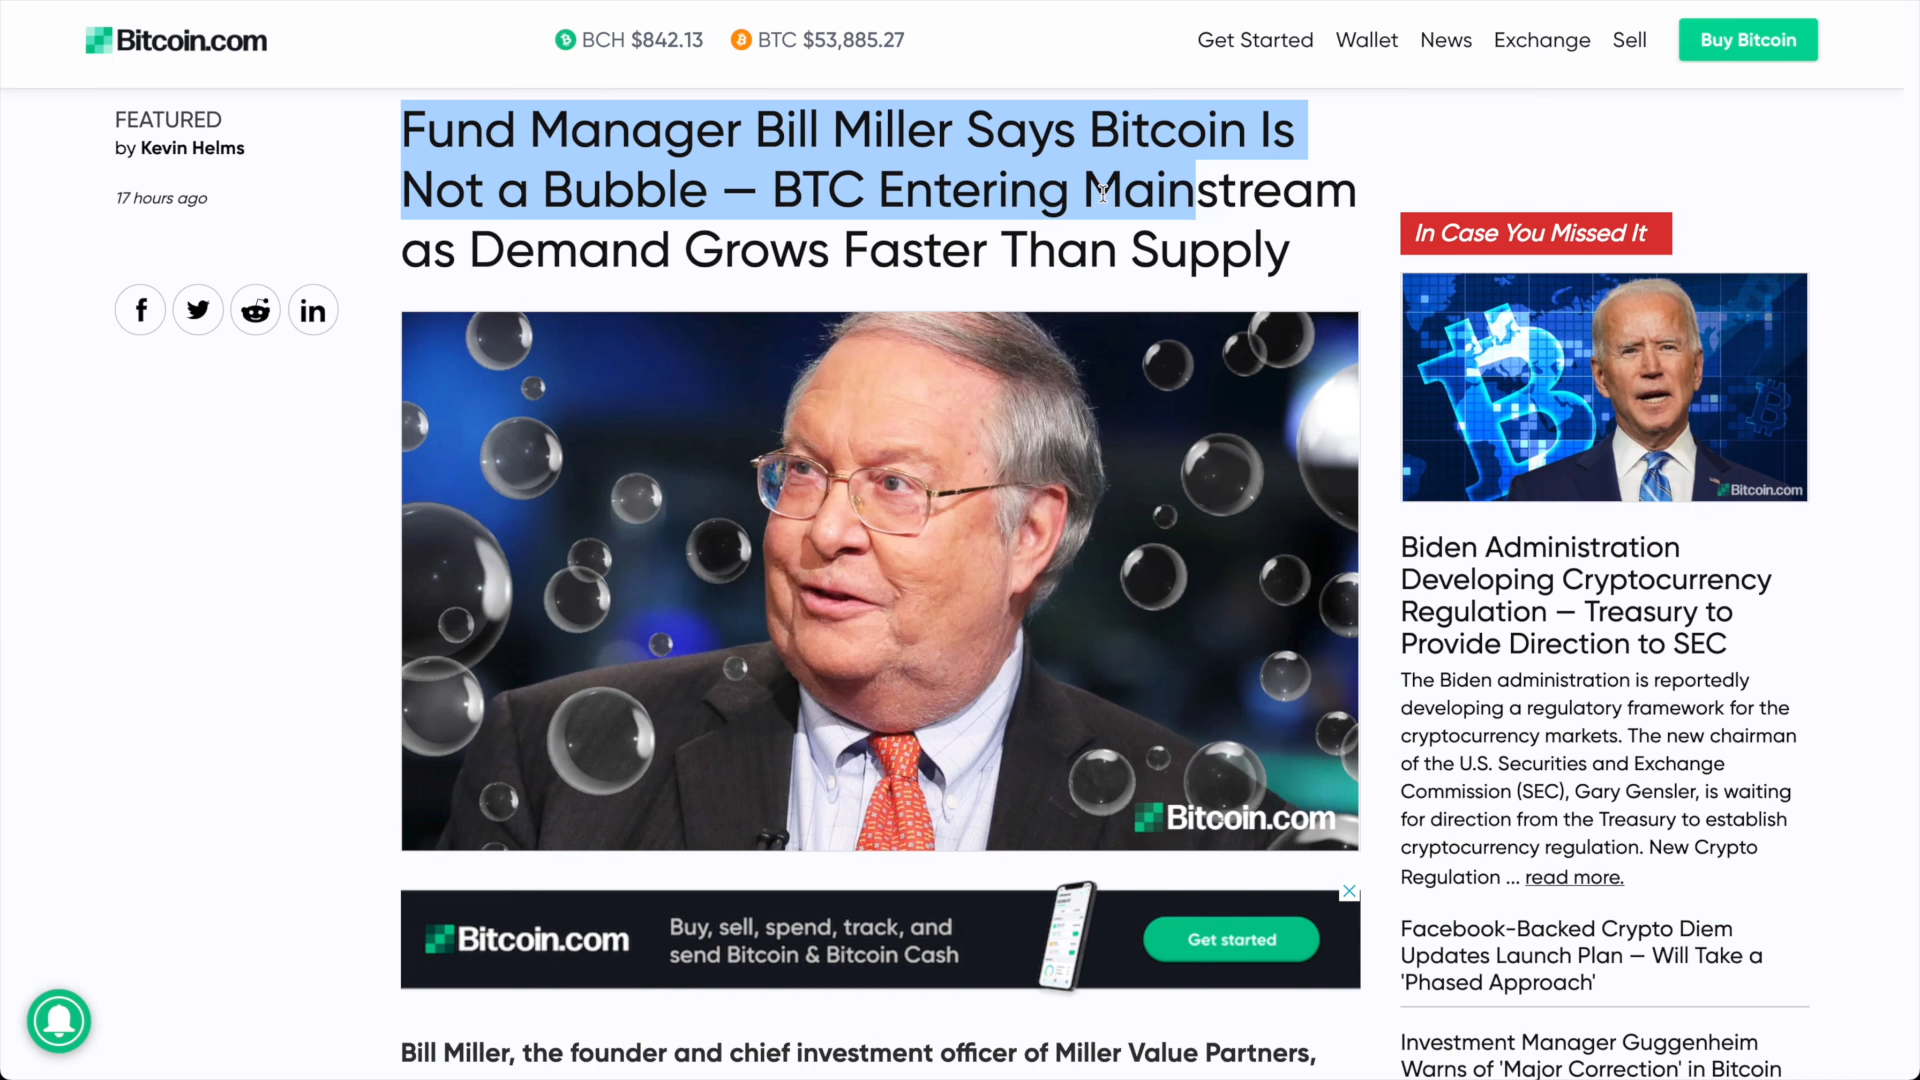 Bitcoin.com
BCH $842.13
BTC $53,885.27
Get Started
Wallet
News
Exchange
Sell
Buy Bitcoin
FEATURED
by Kevin Helms
17 hours ago
Fund Manager Bill Miller Says Bitcoin Is
Not a Bubble – BTC Entering Mainstream
as Demand Grows Faster Than Supply
Bitcoin.com
Bitcoin.com
Buy, sell, spend, track, and
send Bitcoin & Bitcoin Cash
Get started
Bill Miller, the founder and chief investment officer of Miller Value Partners,
In Case You Missed It
Bitcoin.com
Biden Administration
Developing Cryptocurrency
Regulation – Treasury to
Provide Direction to SEC
The Biden administration is reportedly
developing a regulatory framework for the
cryptocurrency markets. The new chairman
of the U.S. Securities and Exchange
Commission (SEC), Gary Gensler, is waiting
for direction from the Treasury to establish
cryptocurrency regulation. New Crypto
Regulation ... read more.
Facebook-Backed Crypto Diem
Updates Launch Plan – Will Take a
'Phased Approach'
Investment Manager Guggenheim
Warns of 'Major Correction' in Bitcoin